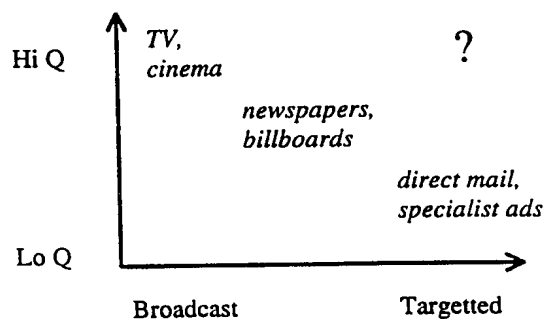 Hi Q
TV,
cinema
?
newspapers,
billboards
direct mail,
specialist ads
Lo Q
Broadcast
Targetted